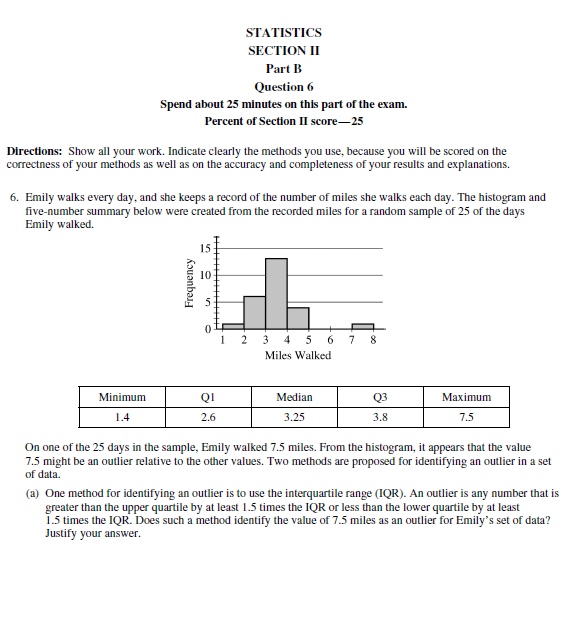 STATISTICS
SECTION II
Part B
Question 6
Spend about 25 minutes on this part of the exam.
Percent of Section II score—25
Directions: Show all your work. Indicate clearly the methods you use, because you will be scored on the
correctness of your methods as well as on the accuracy and completeness of your results and explanations.
6. Emily walks every day, and she keeps a record of the number of miles she walks each day. The histogram and
five-number summary below were created from the recorded miles for a random sample of 25 of the days
Emily walked.
Frequency
15
10
5
0
1 2 3 4 5 6 7 8
Miles Walked
Minimum Q1 Median Q3 Maximum
1.4 2.6 3.25 3.8 7.5
On one of the 25 days in the sample, Emily walked 7.5 miles. From the histogram, it appears that the value
7.5 might be an outlier relative to the other values. Two methods are proposed for identifying an outlier in a set
of data.
(a) One method for identifying an outlier is to use the interquartile range (IQR). An outlier is any number that is
greater than the upper quartile by at least 1.5 times the IQR or less than the lower quartile by at least
1.5 times the IQR. Does such a method identify the value of 7.5 miles as an outlier for Emily's set of data?
Justify your answer.